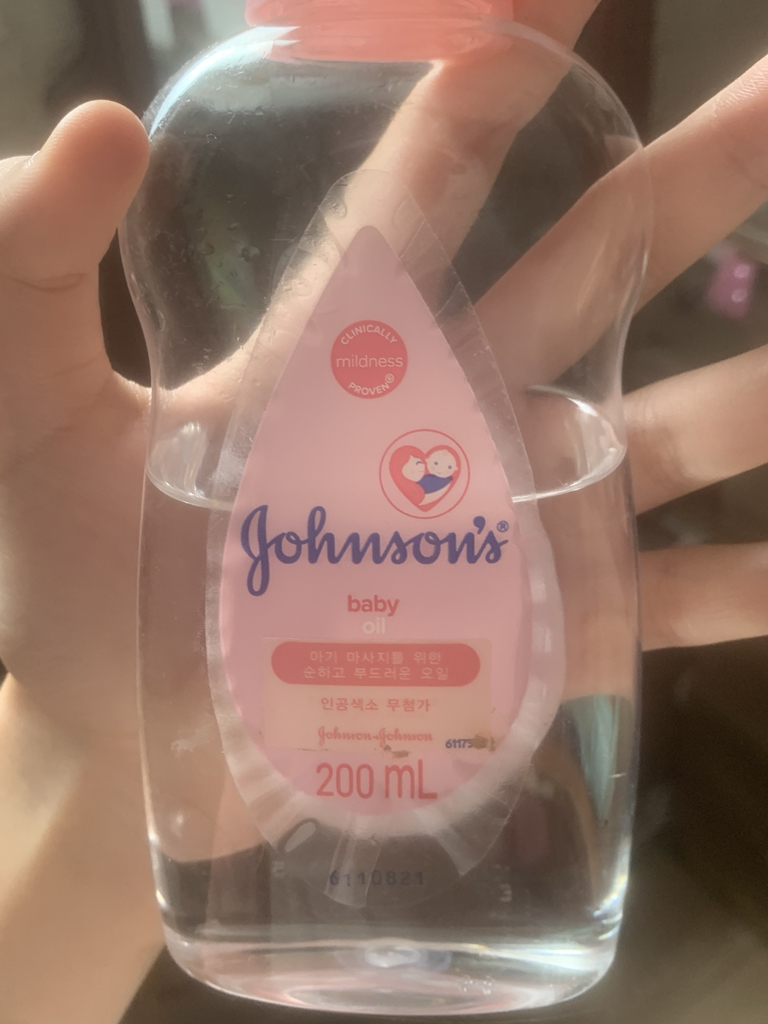 CLINICALLY
mildness
PROVEN®
Johnson's®
baby
oil
아기 마사지를 위한
순하고 부드러운 오일
인공색소 무첨가
Johnson & Johnson
200 mL
6110821